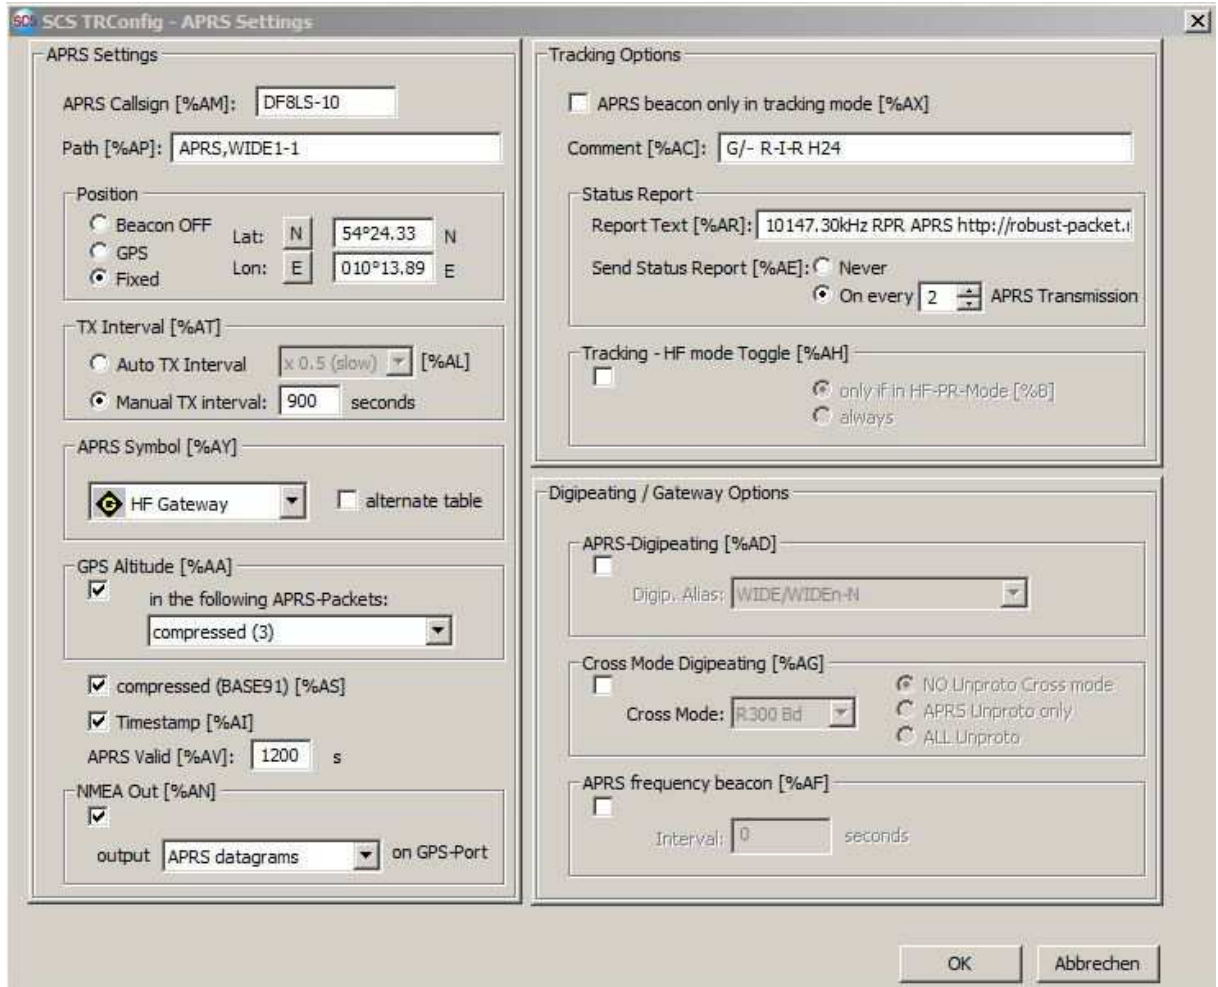 SCS TRConfig - APRS Settings
APRS Settings
APRS Callsign [%AM]: DF8LS-10
Path [%AP]: APRS,WIDE1-1
Position
Beacon OFF
GPS
Fixed
Lat: N 54°24.33 N
Lon: E 010°13.89 E
TX Interval [%AT]
Auto TX Interval x 0.5 (slow) [%AL]
Manual TX interval: 900 seconds
APRS Symbol [%AY]
HF Gateway alternate table
GPS Altitude [%AA]
in the following APRS-Packets:
compressed (3)
compressed (BASE91) [%AS]
Timestamp [%AI]
APRS Valid [%AV]: 1200 s
NMEA Out [%AN]
output APRS datagrams on GPS-Port
Tracking Options
APRS beacon only in tracking mode [%AX]
Comment [%AC]: G/- R-I-R H24
Status Report
Report Text [%AR]: 10147.30kHz RPR APRS http://robust-packet.
Send Status Report [%AE]: Never
On every 2 APRS Transmission
Tracking - HF mode Toggle [%AH]
only if in HF-PR-Mode [%B]
always
Digipeating / Gateway Options
APRS-Digipeating [%AD]
Digip. Alias: WIDE/WIDEn-N
Cross Mode Digipeating [%AG]
Cross Mode: R300 Bd
NO Unproto Cross mode
APRS Unproto only
ALL Unproto
APRS frequency beacon [%AF]
Interval: 0 seconds
OK Abbrechen